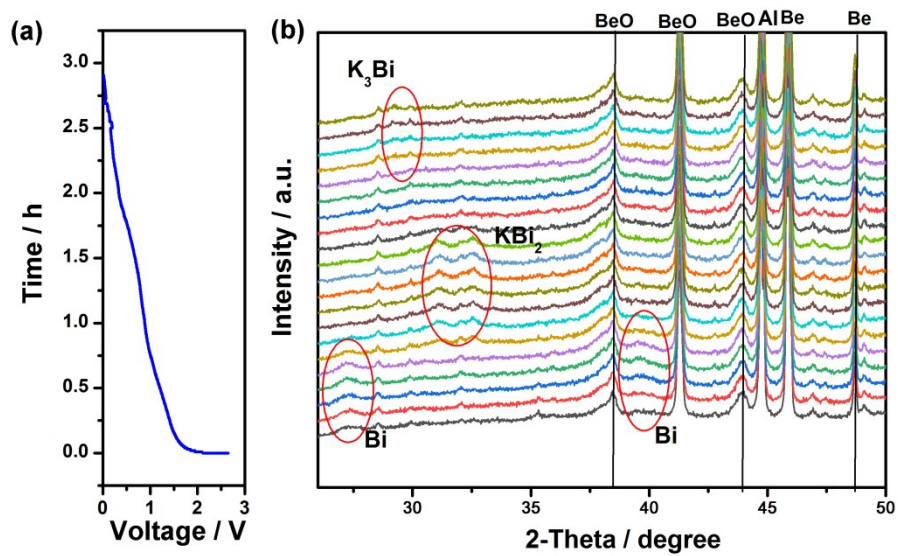 (a)
3.0
2.5
2.0
1.5
1.0
0.5
0.0
Time / h
0 1 2 3
Voltage / V
(b)
BeO BeO BeO Al Be Be
K₃Bi
KBi₂
Bi
Bi
Intensity / a.u.
30 35 40 45 50
2-Theta / degree